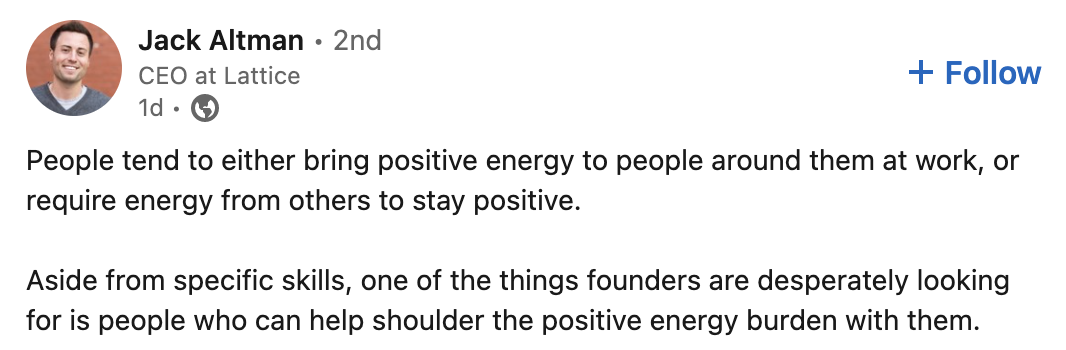 Jack Altman • 2nd
CEO at Lattice
1d •
+ Follow
People tend to either bring positive energy to people around them at work, or
require energy from others to stay positive.
Aside from specific skills, one of the things founders are desperately looking
for is people who can help shoulder the positive energy burden with them.